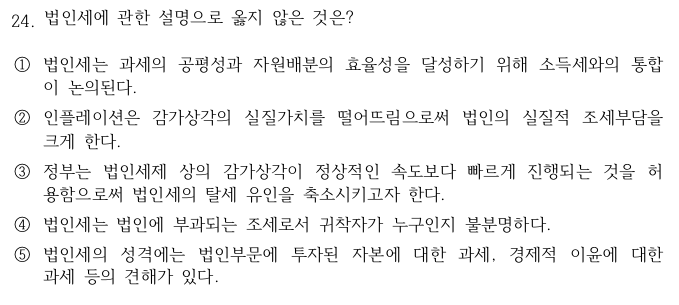 24. 법인세에 관한 설명으로 옳지 않은 것은?
① 법인세는 과세의 공평성과 자원배분의 효율성을 달성하기 위해 소득세와의 통합
이 논의된다.
② 인플레이션은 감가상각의 실질가치를 떨어뜨림으로써 법인의 실질적 조세부담을
크게 한다.
③ 정부는 법인세제 상의 감가상각이 정상적인 속도보다 빠르게 진행되는 것을 허
용함으로써 법인세의 탈세 유인을 축소시키고자 한다.
④ 법인세는 법인에 부과되는 조세로서 귀착자가 누구인지 불분명하다.
⑤ 법인세의 성격에는 법인부문에 투자된 자본에 대한 과세, 경제적 이윤에 대한
과세 등의 견해가 있다.